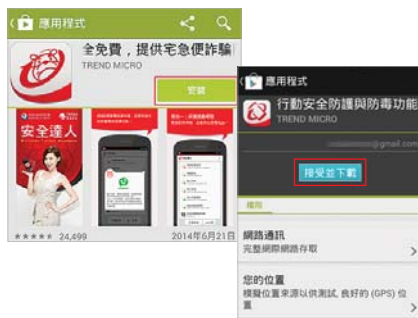 應用程式
全免費，提供宅急便詐騙
TREND MICRO
安裝
安全達人
24,499
2014年6月21日
應用程式
行動安全防護與防毒功能
TREND MICRO
@gmail.com
接受並下載
權限
網路通訊
完整網際網路存取
您的位置
模擬位置來源以供測試, 良好的 (GPS) 位
置